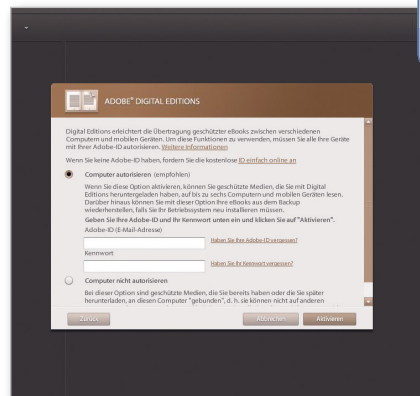 ADOBE® DIGITAL EDITIONS
Digital Editions erleichtert die Übertragung geschützter eBooks zwischen verschiedenen
Computern und mobilen Geräten. Um diese Funktionen zu verwenden, müssen Sie alle Ihre Geräte
mit Ihrer Adobe-ID autorisieren. Weitere Informationen
Wenn Sie keine Adobe-ID haben, fordern Sie die kostenlose ID einfach online an
Computer autorisieren (empfohlen)
Wenn Sie diese Option aktivieren, können Sie geschützte Medien, die Sie mit Digital
Editions heruntergeladen haben, auf bis zu sechs Computern und mobilen Geräten lesen.
Darüber hinaus können Sie mit dieser Option Ihre eBooks aus dem Backup
wiederherstellen, falls Sie Ihr Betriebssystem neu installieren müssen.
Geben Sie Ihre Adobe-ID und Ihr Kennwort unten ein und klicken Sie auf "Aktivieren".
Adobe-ID (E-Mail-Adresse)
Haben Sie Ihre Adobe-ID vergessen?
Kennwort
Haben Sie Ihr Kennwort vergessen?
Computer nicht autorisieren
Bei dieser Option sind geschützte Medien, die Sie bereits haben oder die Sie später
herunterladen, an diesen Computer "gebunden", d. h. sie können nicht auf anderen
Zurück Abbrechen Aktivieren